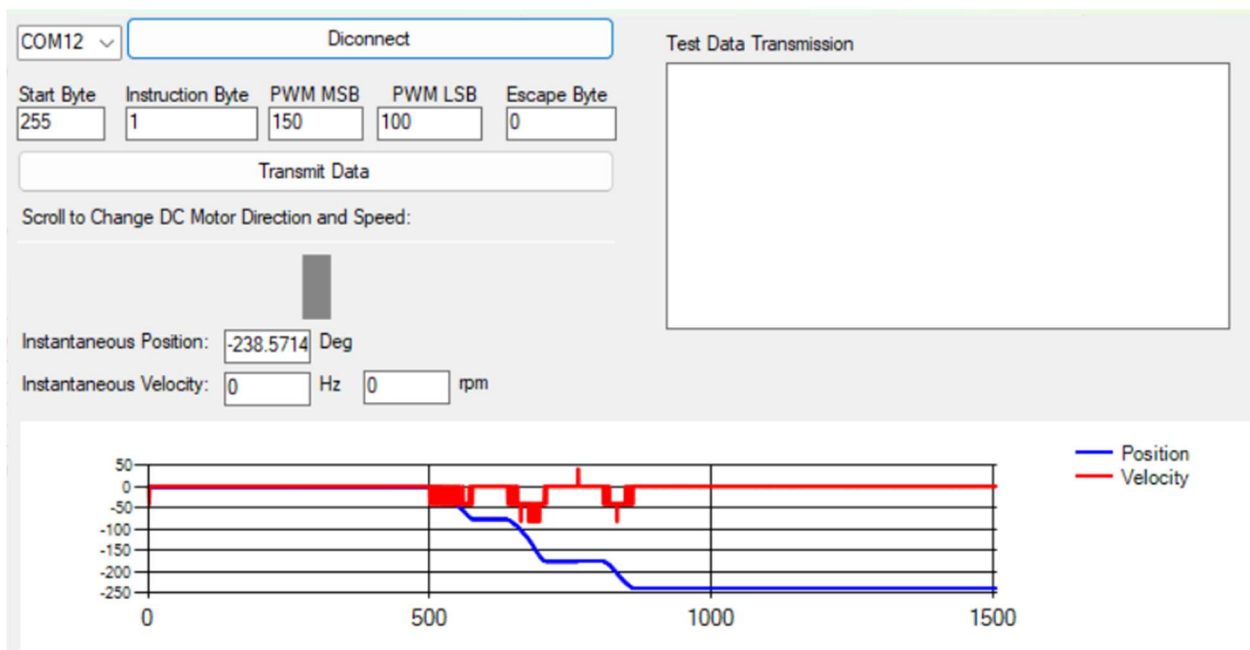 COM12
Diconnect
Test Data Transmission
Start Byte Instruction Byte PWM MSB PWM LSB Escape Byte
255 1 150 100 0
Transmit Data
Scroll to Change DC Motor Direction and Speed:
Instantaneous Position: -238.5714 Deg
Instantaneous Velocity: 0 Hz 0 rpm
Position
Velocity
50
0
-50
-100
-150
-200
-250
0 500 1000 1500